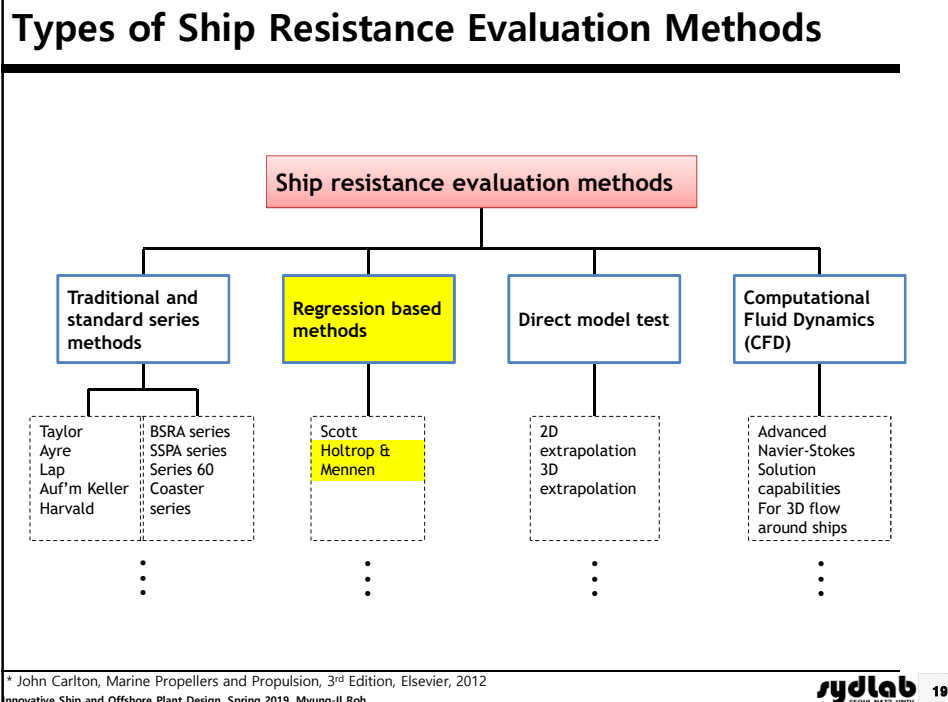 Types of Ship Resistance Evaluation Methods
Ship resistance evaluation methods
Traditional and
standard series
methods
Regression based
methods
Direct model test
Computational
Fluid Dynamics
(CFD)
Taylor
Ayre
Lap
Auf'm Keller
Harvald
BSRA series
SSPA series
Series 60
Coaster
series
Scott
Holtrop &
Mennen
2D
extrapolation
3D
extrapolation
Advanced
Navier-Stokes
Solution
capabilities
For 3D flow
around ships
* John Carlton, Marine Propellers and Propulsion, 3rd Edition, Elsevier, 2012
Innovative Ship and Offshore Plant Design, Spring 2019, Myung-Il Roh
sydlab 19